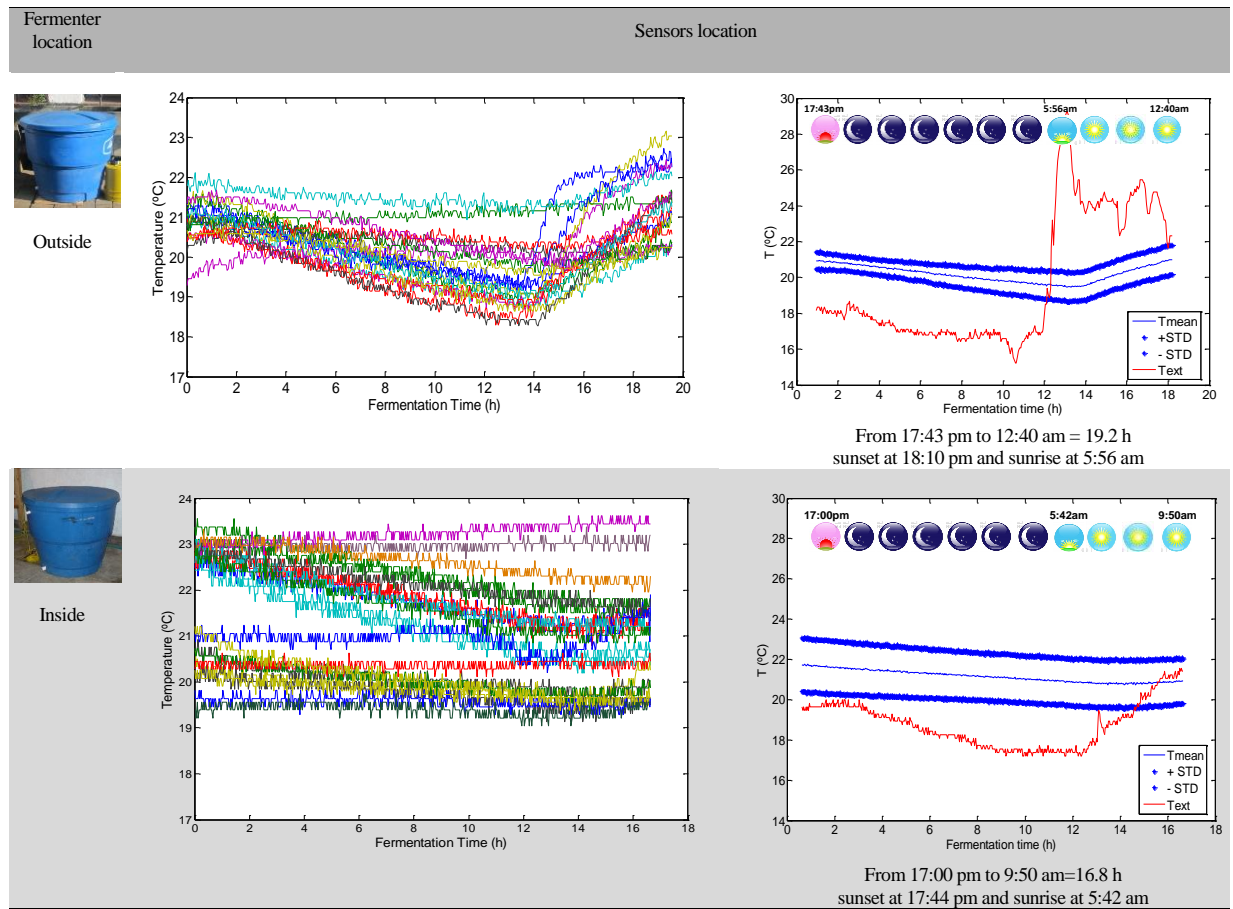 Fermenter
location
Sensors location
Outside
24
23
22
21
20
19
18
17
Temperature (ºC)
0 2 4 6 8 10 12 14 16 18 20
Fermentation Time (h)
30
28
26
24
22
20
18
16
14
T (ºC)
17:43pm 5:56am 12:40am
Tmean
+STD
- STD
Text
0 2 4 6 8 10 12 14 16 18 20
Fermentation time (h)
From 17:43 pm to 12:40 am = 19.2 h
sunset at 18:10 pm and sunrise at 5:56 am
Inside
24
23
22
21
20
19
18
17
Temperature (ºC)
0 2 4 6 8 10 12 14 16 18
Fermentation Time (h)
30
28
26
24
22
20
18
16
14
T (ºC)
17:00pm 5:42am 9:50am
Tmean
+ STD
- STD
Text
0 2 4 6 8 10 12 14 16 18
Fermentation time (h)
From 17:00 pm to 9:50 am=16.8 h
sunset at 17:44 pm and sunrise at 5:42 am